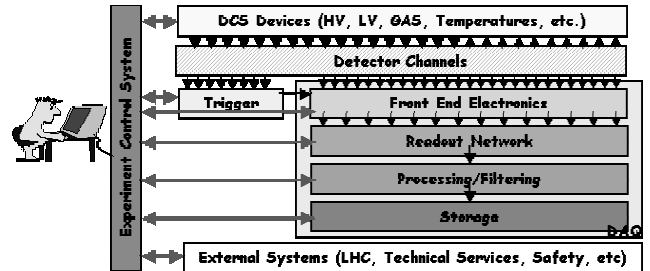 DCS Devices (HV, LV, GAS, Temperatures, etc.)
Detector Channels
Trigger
Front End Electronics
Readout Network
Processing/Filtering
Storage
DAQ
External Systems (LHC, Technical Services, Safety, etc)
Experiment Control System